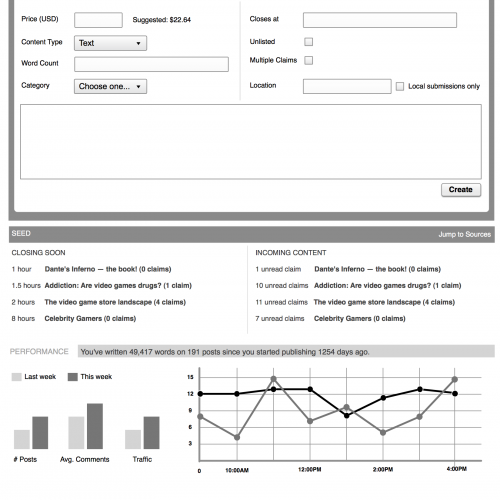 Price (USD) Suggested: $22.64 Closes at
Content Type Text Unlisted
Word Count Multiple Claims
Category Choose one... Location Local submissions only
Create
SEED Jump to Sources
CLOSING SOON INCOMING CONTENT
1 hour Dante's Inferno — the book! (0 claims) 1 unread claim Dante's Inferno — the book! (0 claims)
1.5 hours Addiction: Are video games drugs? (1 claim) 10 unread claims Addiction: Are video games drugs? (1 claim)
2 hours The video game store landscape (4 claims) 11 unread claims The video game store landscape (4 claims)
8 hours Celebrity Gamers (0 claims) 7 unread claims Celebrity Gamers (0 claims)
PERFORMANCE You've written 49,417 words on 191 posts since you started publishing 1254 days ago.
Last week This week
15
12
9
6
3
# Posts Avg. Comments Traffic
0 10:00AM 12:00PM 2:00PM 4:00PM